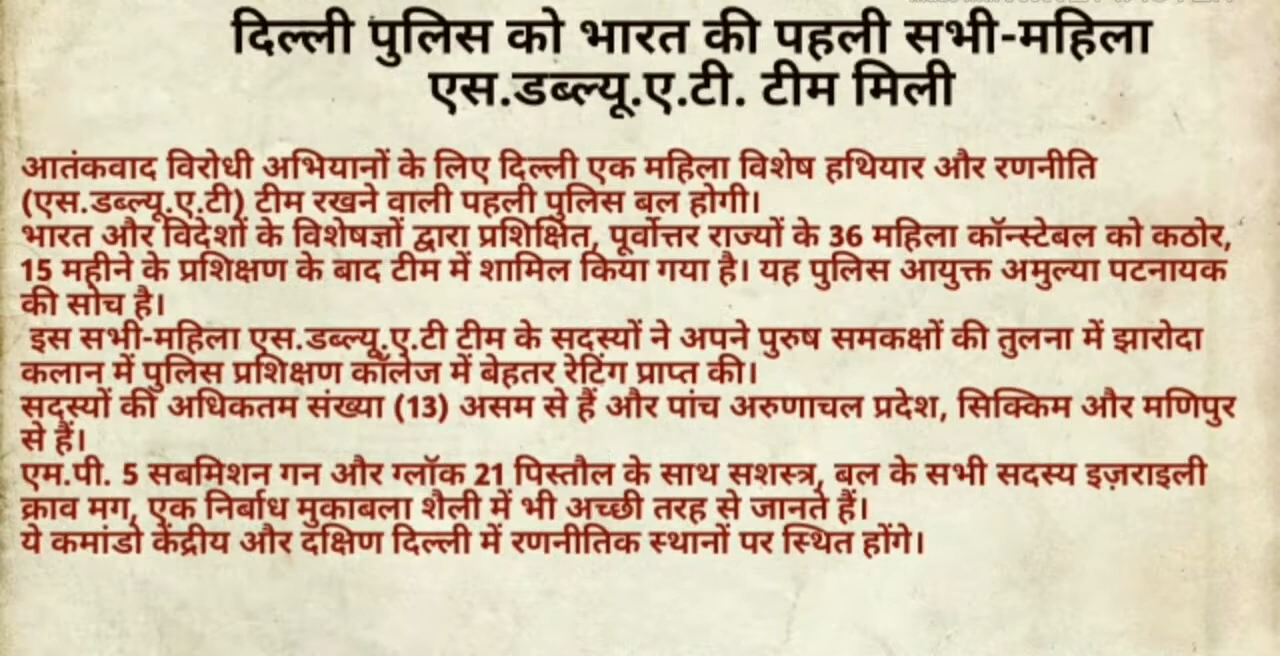 दिल्ली पुलिस को भारत की पहली सभी-महिला
एस.डब्ल्यू.ए.टी. टीम मिली
आतंकवाद विरोधी अभियानों के लिए दिल्ली एक महिला विशेष हथियार और रणनीति
(एस.डब्ल्यू.ए.टी) टीम रखने वाली पहली पुलिस बल होगी।
भारत और विदेशों के विशेषज्ञों द्वारा प्रशिक्षित, पूर्वोत्तर राज्यों के 36 महिला कॉन्स्टेबल को कठोर,
15 महीने के प्रशिक्षण के बाद टीम में शामिल किया गया है। यह पुलिस आयुक्त अमुल्या पटनायक
की सोच है।
इस सभी-महिला एस.डब्ल्यू.ए.टी टीम के सदस्यों ने अपने पुरुष समकक्षों की तुलना में झारोदा
कलान में पुलिस प्रशिक्षण कॉलेज में बेहतर रेटिंग प्राप्त की।
सदस्यों की अधिकतम संख्या (13) असम से हैं और पांच अरुणाचल प्रदेश, सिक्किम और मणिपुर
से हैं।
एम.पी. 5 सबमिशन गन और ग्लॉक 21 पिस्तौल के साथ सशस्त्र, बल के सभी सदस्य इज़राइली
क्राव मग, एक निर्बाध मुकाबला शैली में भी अच्छी तरह से जानते हैं।
ये कमांडो केंद्रीय और दक्षिण दिल्ली में रणनीतिक स्थानों पर स्थित होंगे।